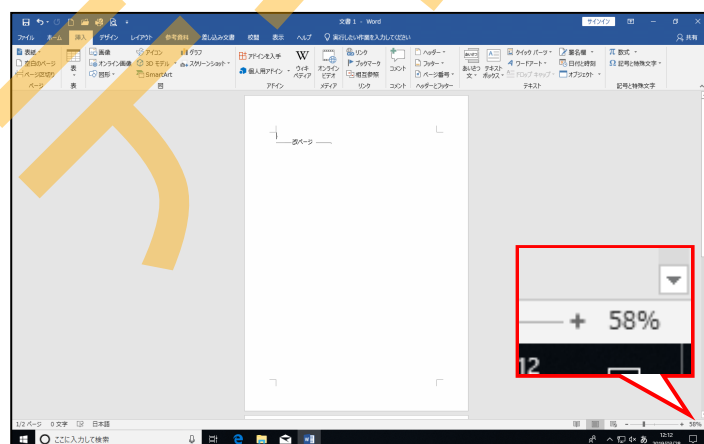 文書 1 - Word
サインイン
ファイル ホーム 挿入 デザイン レイアウト 参考資料 差し込み文書 校閲 表示 ヘルプ 実行したい作業を入力してください 共有
表紙
空白のページ
ページ区切り
ページ
表
表
画像
オンライン画像
図形
アイコン
3D モデル
SmartArt
グラフ
スクリーンショット
図
アドインを入手
個人用アドイン
ウィキペディア
アドイン
オンライン
ビデオ
メディア
リンク
ブックマーク
相互参照
リンク
コメント
コメント
ヘッダー
フッター
ページ番号
ヘッダーとフッター
あいさつ
文
テキスト
ボックス
クイック パーツ
ワードアート
ドロップ キャップ
署名欄
日付と時刻
オブジェクト
テキスト
数式
記号と特殊文字
記号と特殊文字
改ページ
58%
12
1/2 ページ 0 文字 日本語
58%
ここに入力して検索
12:12